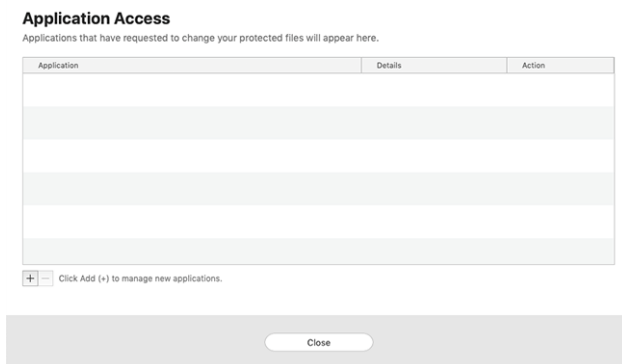 Application Access
Applications that have requested to change your protected files will appear here.
Application Details Action
+ − Click Add (+) to manage new applications.
Close